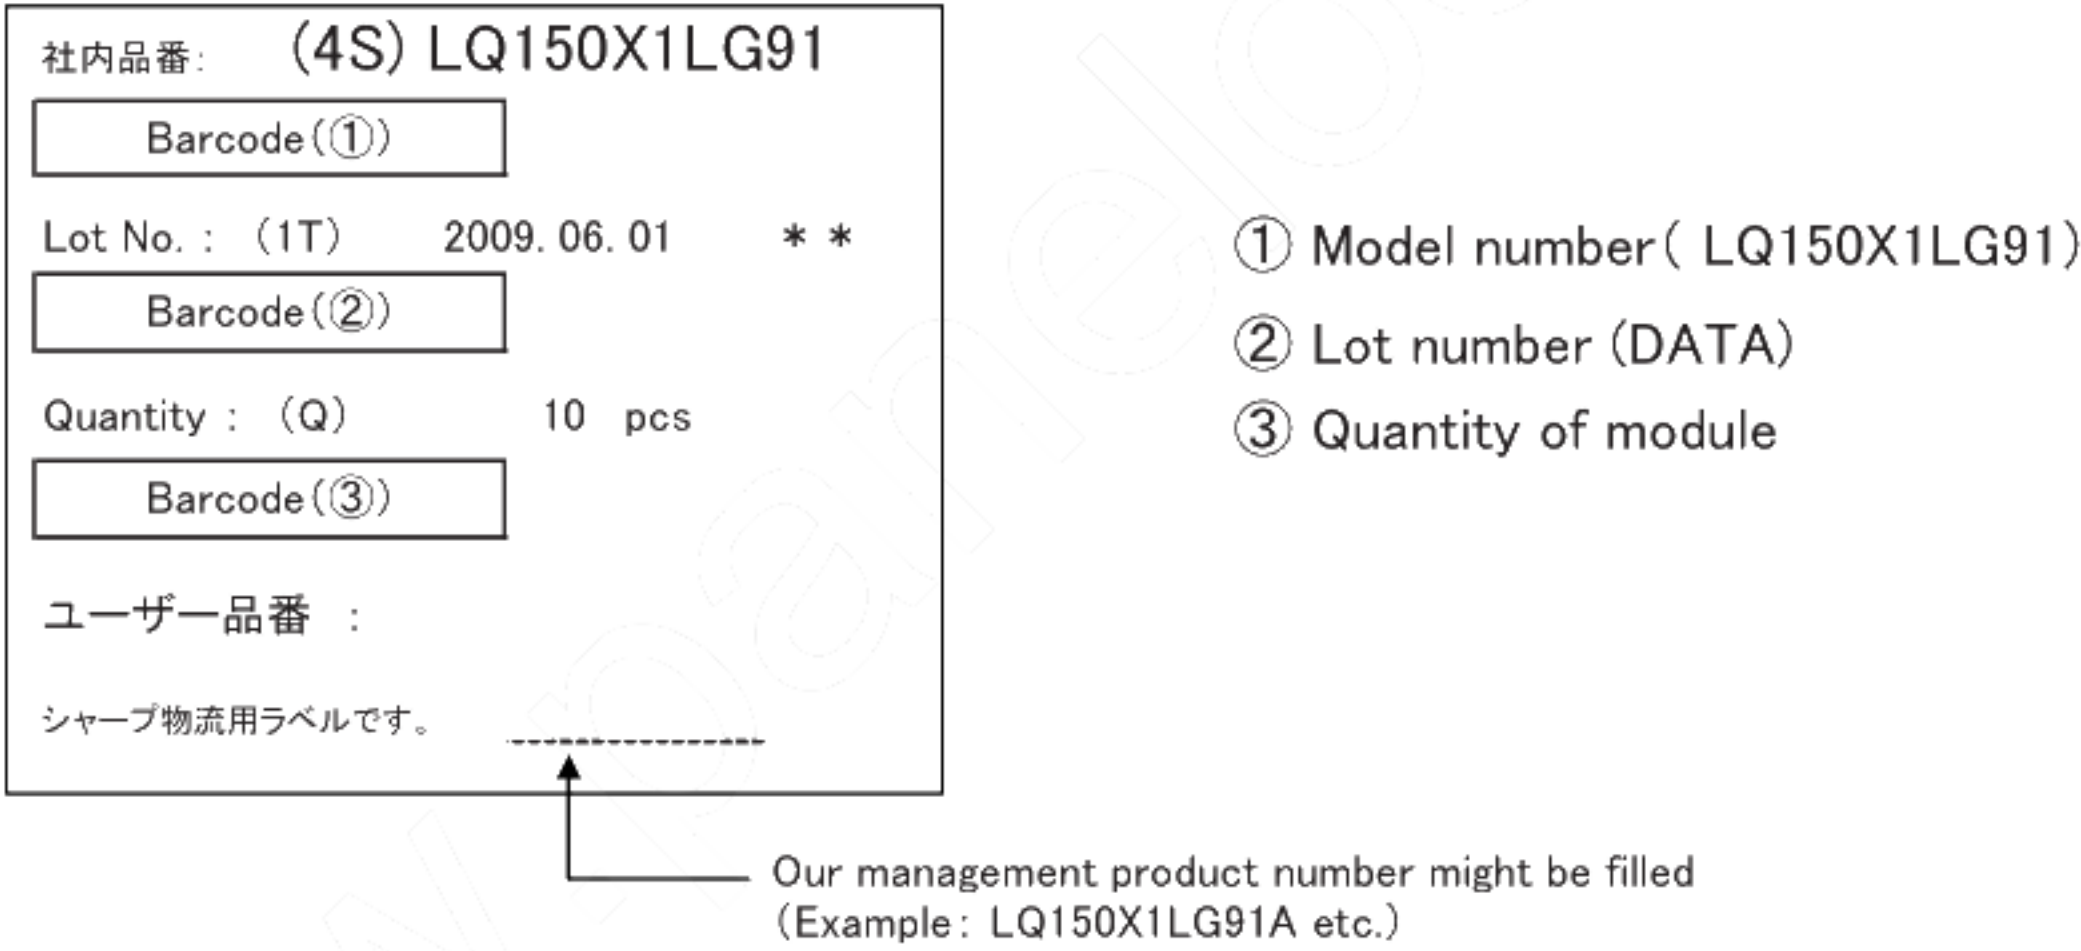 社内品番: (4S) LQ150X1LG91
Barcode(①)
Lot No. : (1T) 2009.06.01 * *
Barcode(②)
Quantity : (Q) 10 pcs
Barcode(③)
ユーザー品番 :
シャープ物流用ラベルです。
① Model number( LQ150X1LG91)
② Lot number (DATA)
③ Quantity of module
Our management product number might be filled
(Example: LQ150X1LG91A etc.)